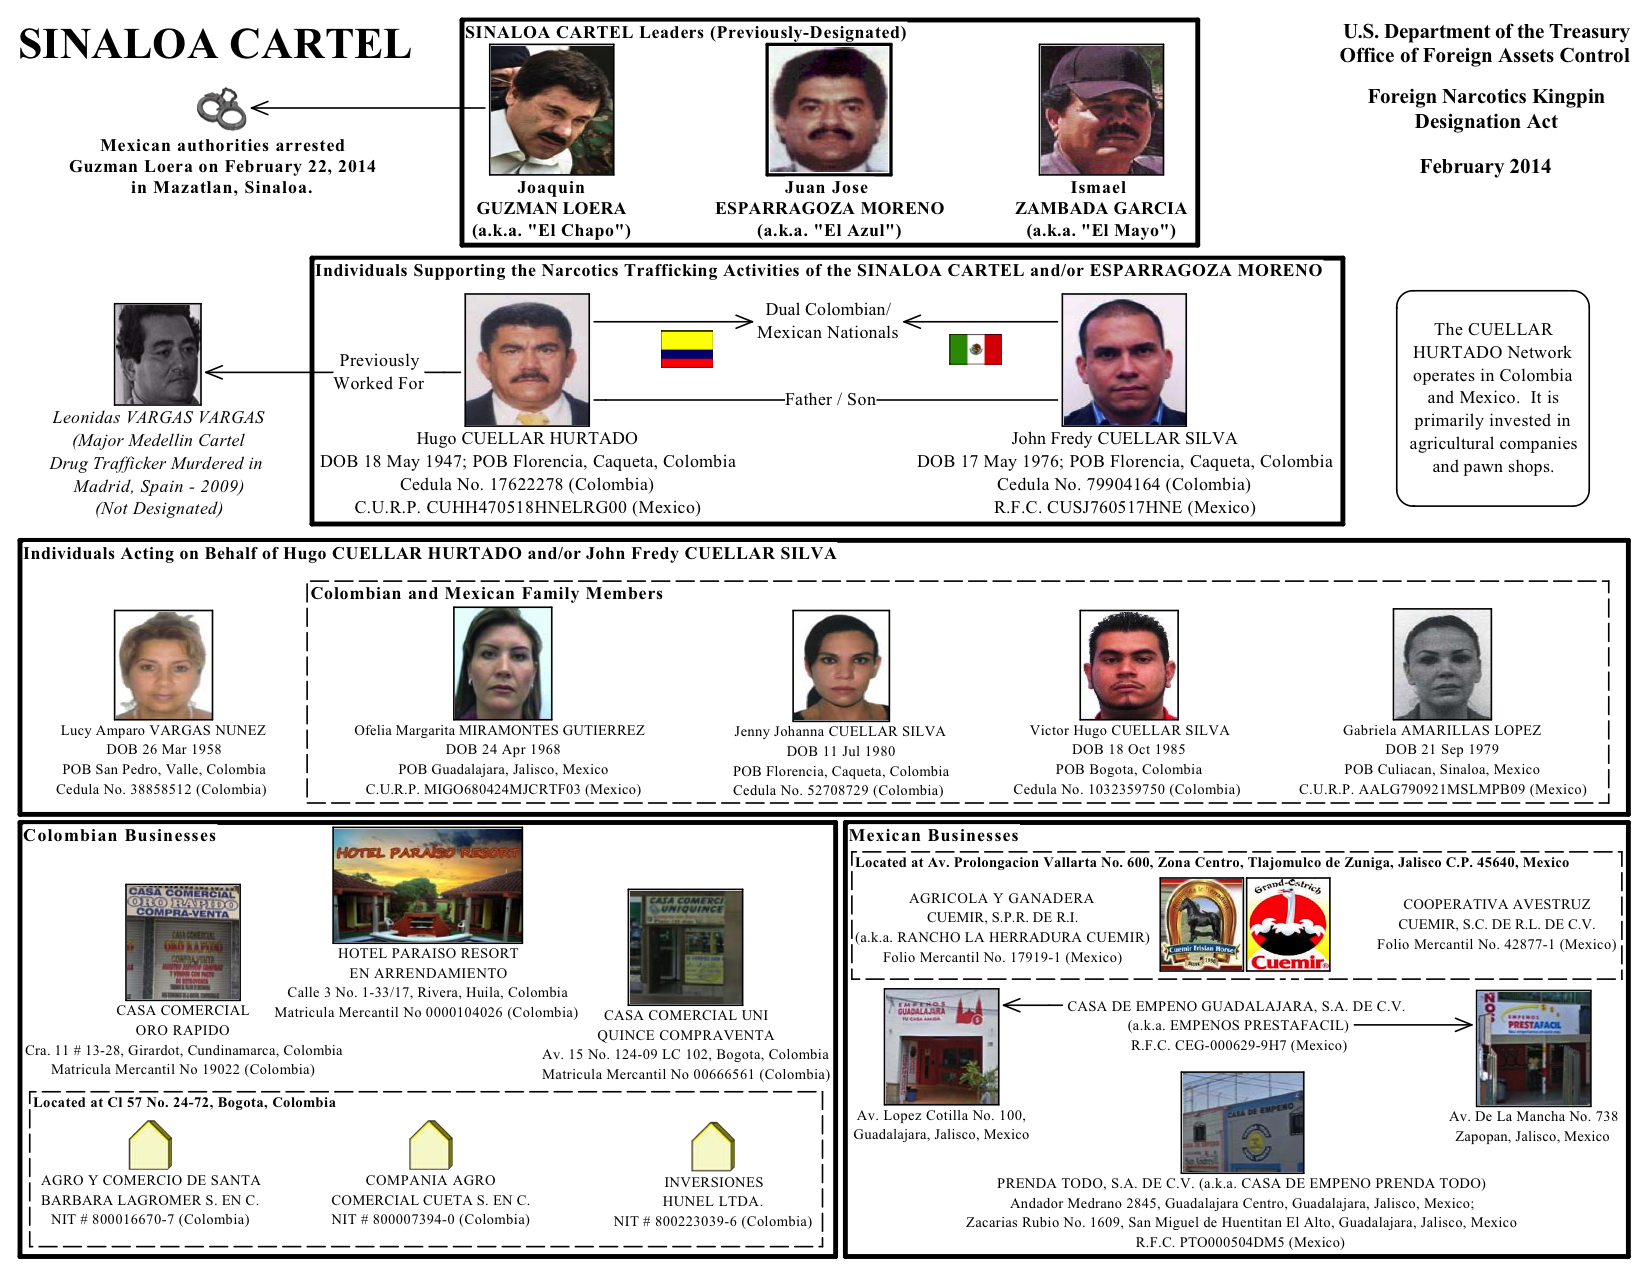 SINALOA CARTEL
Mexican authorities arrested
Guzman Loera on February 22, 2014
in Mazatlan, Sinaloa.
SINALOA CARTEL Leaders (Previously-Designated)
Joaquin
GUZMAN LOERA
(a.k.a. "El Chapo")
Juan Jose
ESPARRAGOZA MORENO
(a.k.a. "El Azul")
Ismael
ZAMBADA GARCIA
(a.k.a. "El Mayo")
U.S. Department of the Treasury
Office of Foreign Assets Control
Foreign Narcotics Kingpin
Designation Act
February 2014
Individuals Supporting the Narcotics Trafficking Activities of the SINALOA CARTEL and/or ESPARRAGOZA MORENO
Leonidas VARGAS VARGAS
(Major Medellin Cartel
Drug Trafficker Murdered in
Madrid, Spain - 2009)
(Not Designated)
Previously
Worked For
Dual Colombian/
Mexican Nationals
Father / Son
Hugo CUELLAR HURTADO
DOB 18 May 1947; POB Florencia, Caqueta, Colombia
Cedula No. 17622278 (Colombia)
C.U.R.P. CUHH470518HNELRG00 (Mexico)
John Fredy CUELLAR SILVA
DOB 17 May 1976; POB Florencia, Caqueta, Colombia
Cedula No. 79904164 (Colombia)
R.F.C. CUSJ760517HNE (Mexico)
The CUELLAR
HURTADO Network
operates in Colombia
and Mexico. It is
primarily invested in
agricultural companies
and pawn shops.
Individuals Acting on Behalf of Hugo CUELLAR HURTADO and/or John Fredy CUELLAR SILVA
Colombian and Mexican Family Members
Lucy Amparo VARGAS NUNEZ
DOB 26 Mar 1958
POB San Pedro, Valle, Colombia
Cedula No. 38858512 (Colombia)
Ofelia Margarita MIRAMONTES GUTIERREZ
DOB 24 Apr 1968
POB Guadalajara, Jalisco, Mexico
C.U.R.P. MIGO680424MJCRTF03 (Mexico)
Jenny Johanna CUELLAR SILVA
DOB 11 Jul 1980
POB Florencia, Caqueta, Colombia
Cedula No. 52708729 (Colombia)
Victor Hugo CUELLAR SILVA
DOB 18 Oct 1985
POB Bogota, Colombia
Cedula No. 1032359750 (Colombia)
Gabriela AMARILLAS LOPEZ
DOB 21 Sep 1979
POB Culiacan, Sinaloa, Mexico
C.U.R.P. AALG790921MSLMPB09 (Mexico)
Colombian Businesses
CASA COMERCIAL
ORO RAPIDO
COMPRA-VENTA
CASA COMERCIAL
ORO RAPIDO
COMPRAVENTA
CASA COMERCIAL
ORO RAPIDO
Cra. 11 # 13-28, Girardot, Cundinamarca, Colombia
Matricula Mercantil No 19022 (Colombia)
HOTEL PARAISO RESORT
HOTEL PARAISO RESORT
EN ARRENDAMIENTO
Calle 3 No. 1-33/17, Rivera, Huila, Colombia
Matricula Mercantil No 0000104026 (Colombia)
CASA COMERCI
UNIQUINCE
CASA COMERCIAL UNI
QUINCE COMPRAVENTA
Av. 15 No. 124-09 LC 102, Bogota, Colombia
Matricula Mercantil No 00666561 (Colombia)
Located at Cl 57 No. 24-72, Bogota, Colombia
AGRO Y COMERCIO DE SANTA
BARBARA LAGROMER S. EN C.
NIT # 800016670-7 (Colombia)
COMPANIA AGRO
COMERCIAL CUETA S. EN C.
NIT # 800007394-0 (Colombia)
INVERSIONES
HUNEL LTDA.
NIT # 800223039-6 (Colombia)
Mexican Businesses
Located at Av. Prolongacion Vallarta No. 600, Zona Centro, Tlajomulco de Zuniga, Jalisco C.P. 45640, Mexico
AGRICOLA Y GANADERA
CUEMIR, S.P.R. DE R.I.
(a.k.a. RANCHO LA HERRADURA CUEMIR)
Folio Mercantil No. 17919-1 (Mexico)
Cuemir Frisian Horses
Grand-Ostrich
Cuemir
COOPERATIVA AVESTRUZ
CUEMIR, S.C. DE R.L. DE C.V.
Folio Mercantil No. 42877-1 (Mexico)
EMPEÑOS
GUADALAJARA
TU CASA AMIGA
CASA DE EMPENO GUADALAJARA, S.A. DE C.V.
(a.k.a. EMPENOS PRESTAFACIL)
R.F.C. CEG-000629-9H7 (Mexico)
EMPEÑOS
PRESTAFACIL
Av. Lopez Cotilla No. 100,
Guadalajara, Jalisco, Mexico
CASA DE EMPEÑO
Av. De La Mancha No. 738
Zapopan, Jalisco, Mexico
PRENDA TODO, S.A. DE C.V. (a.k.a. CASA DE EMPENO PRENDA TODO)
Andador Medrano 2845, Guadalajara Centro, Guadalajara, Jalisco, Mexico;
Zacarias Rubio No. 1609, San Miguel de Huentitan El Alto, Guadalajara, Jalisco, Mexico
R.F.C. PTO000504DM5 (Mexico)